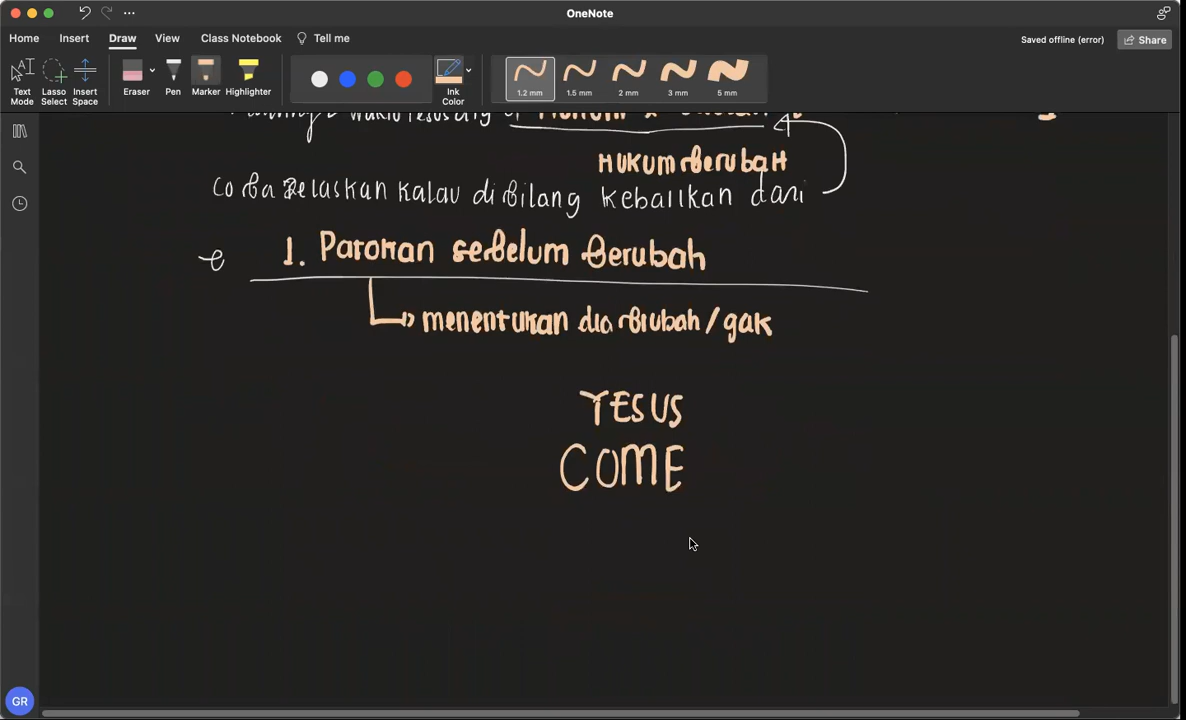 OneNote
Home Insert Draw View Class Notebook Tell me
Saved offline (error) Share
Text Mode Lasso Select Insert Space Eraser Pen Marker Highlighter Ink Color 1.2 mm 1.5 mm 2 mm 3 mm 5 mm
HUKUM berubah
Coba Jelaskan kalau dibilang kebalikan dari
1. Patokan sebelum berubah
menentukan dia brubah / gak
YESUS
COME
GR